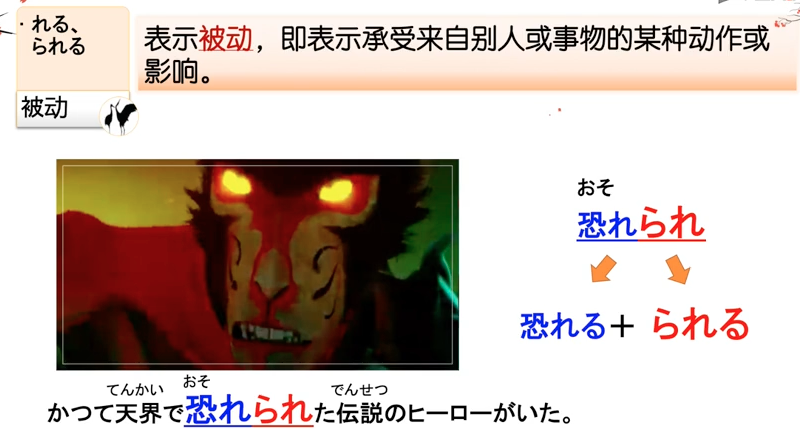 · れる、
られる
被动
表示被动，即表示承受来自别人或事物的某种动作或
影响。
おそ
恐れられ
恐れる＋られる
てんかい おそ でんせつ
かつて天界で恐れられた伝説のヒーローがいた。